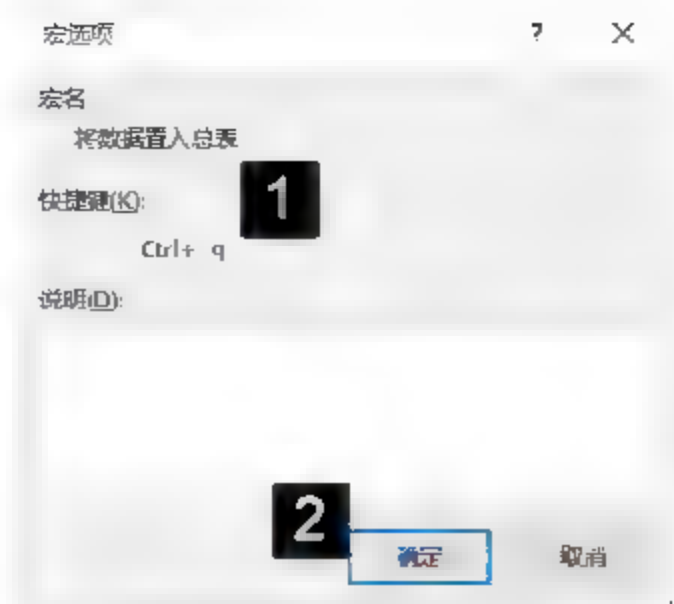 宏选项 ? ×
宏名
将数据置入总表
1
快捷键(K):
Ctrl+ q
说明(D):
2
确定 取消